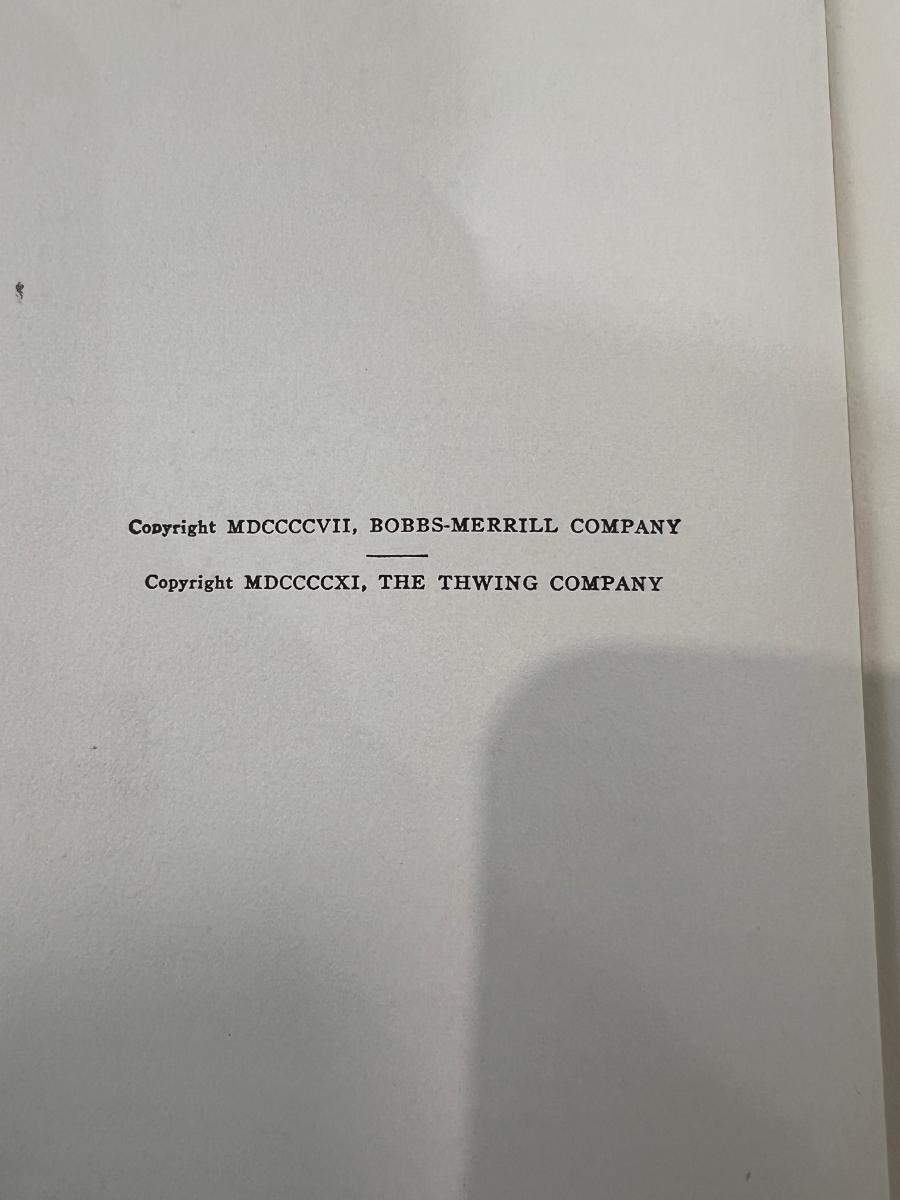 Copyright MDCCCCVII, BOBBS-MERRILL COMPANY
Copyright MDCCCCXI, THE THWING COMPANY